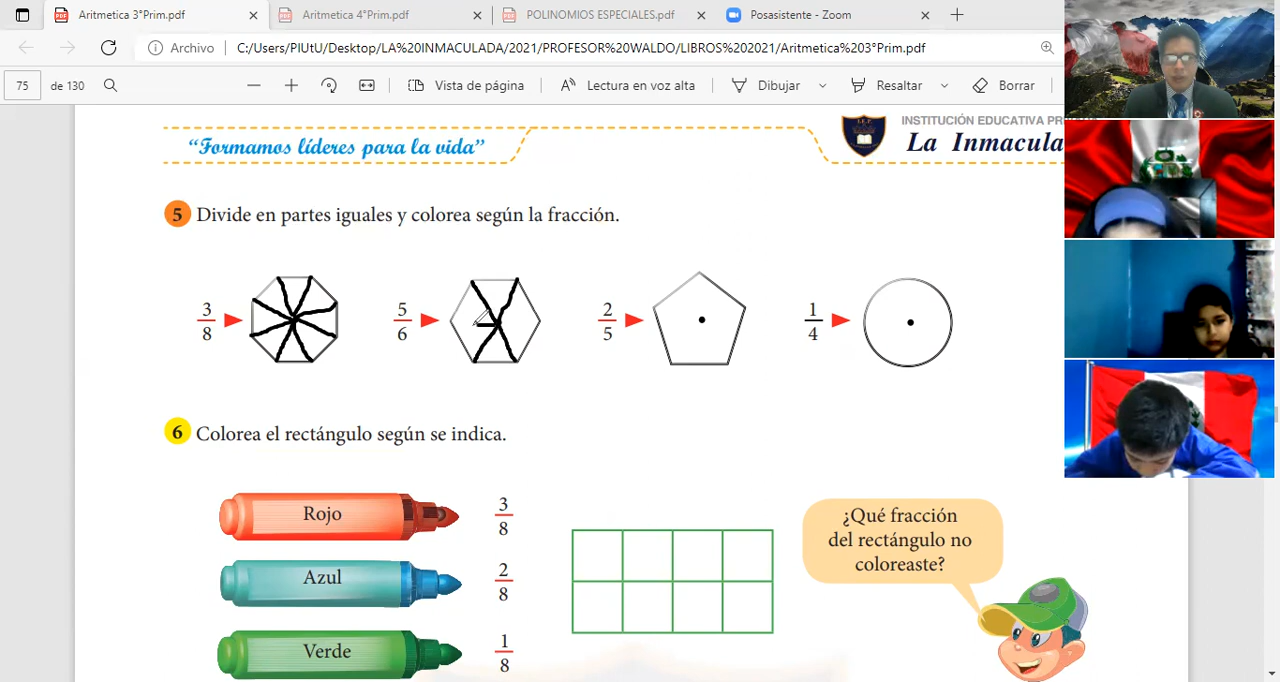 Aritmetica 3°Prim.pdf
Aritmetica 4°Prim.pdf
POLINOMIOS ESPECIALES.pdf
Posasistente - Zoom
Archivo
C:/Users/PIUtU/Desktop/LA%20INMACULADA/2021/PROFESOR%20WALDO/LIBROS%202021/Aritmetica%203°Prim.pdf
75 de 130
Vista de página
Lectura en voz alta
Dibujar
Resaltar
Borrar
“Formamos líderes para la vida”
INSTITUCIÓN EDUCATIVA PR
La Inmacula
5 Divide en partes iguales y colorea según la fracción.
3/8
5/6
2/5
1/4
6 Colorea el rectángulo según se indica.
Rojo 3/8
Azul 2/8
Verde 1/8
¿Qué fracción
del rectángulo no
coloreaste?